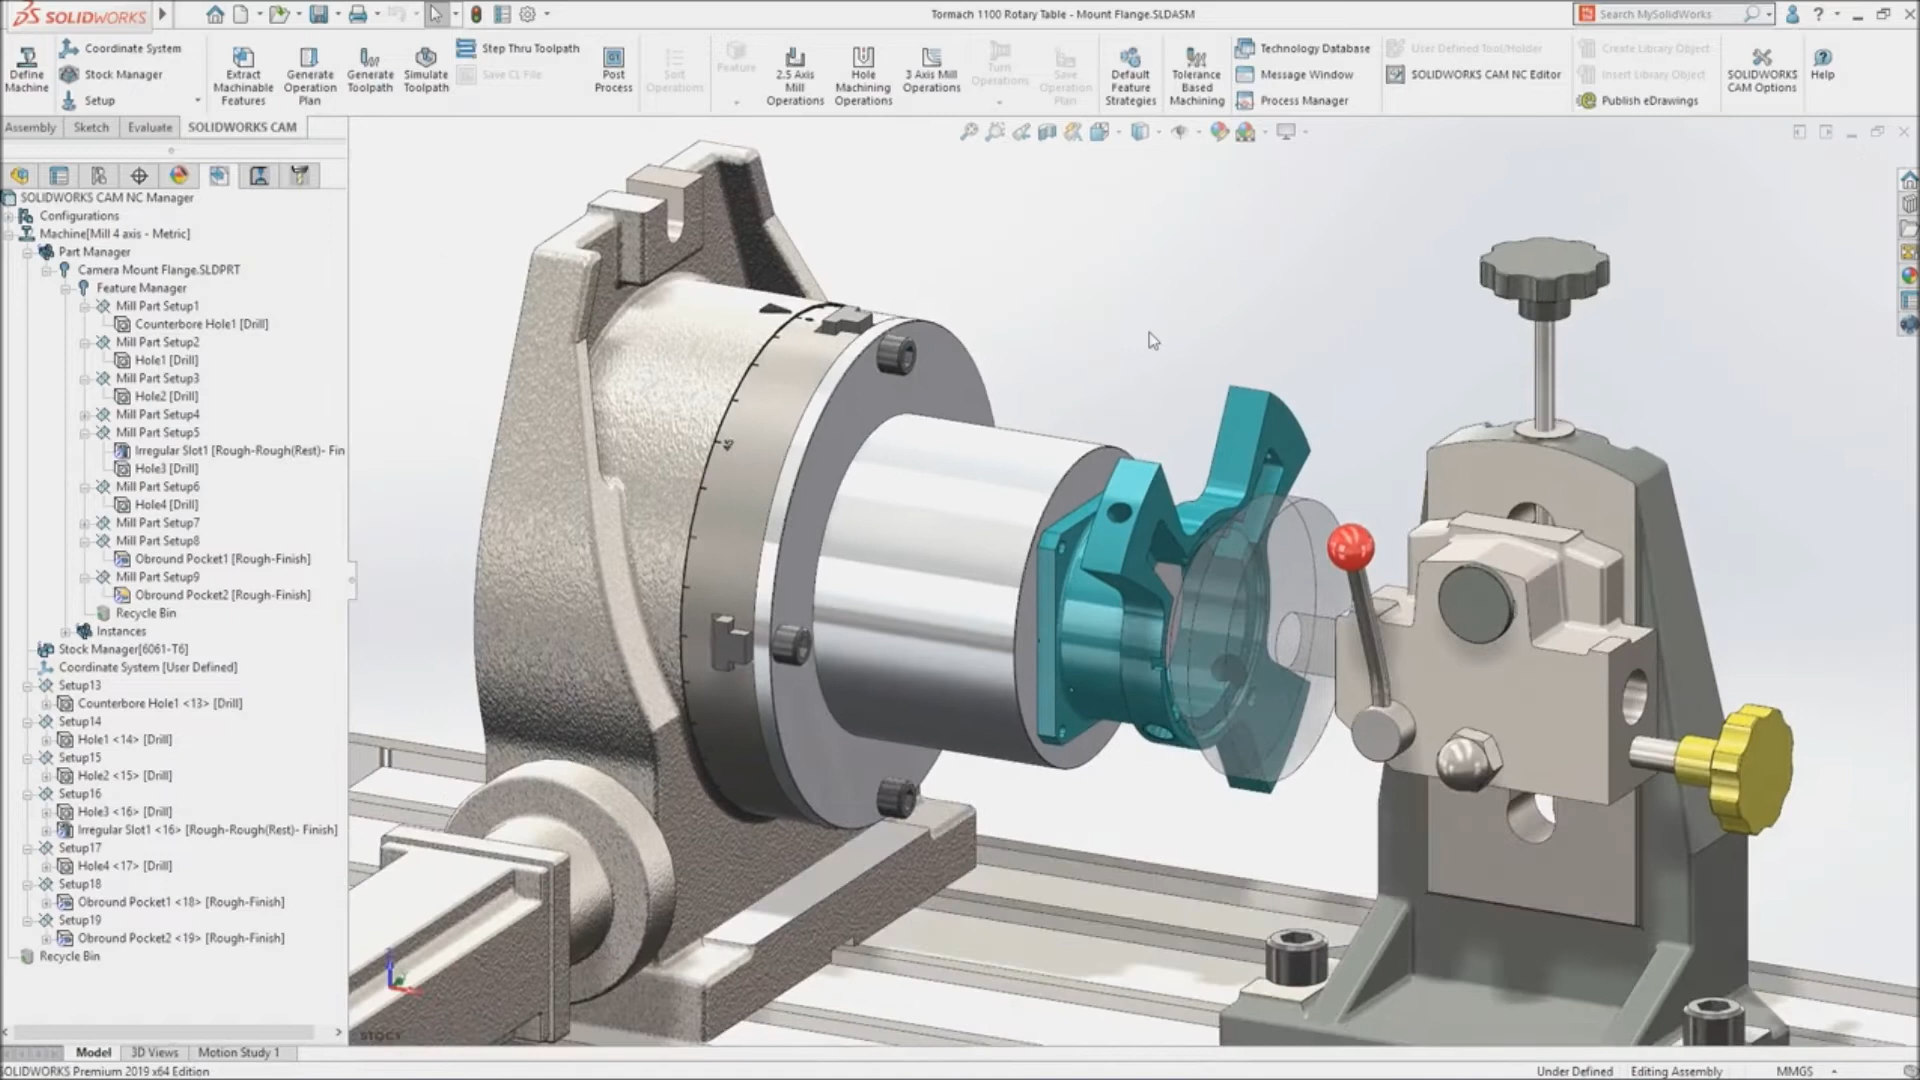 SOLIDWORKS
Tormach 1100 Rotary Table - Mount Flange.SLDASM
Search MySolidWorks
?
Define Machine
Coordinate System
Stock Manager
Setup
Extract Machinable Features
Generate Operation Plan
Generate Toolpath
Simulate Toolpath
Step Thru Toolpath
Save CL File
Post Process
Sort Operations
Feature
2.5 Axis Mill Operations
Hole Machining Operations
3 Axis Mill Operations
Turn Operations
Save Operation Plan
Default Feature Strategies
Tolerance Based Machining
Technology Database
Message Window
Process Manager
User Defined Tool/Holder
SOLIDWORKS CAM NC Editor
Create Library Object
Insert Library Object
Publish eDrawings
SOLIDWORKS CAM Options
Help
Assembly
Sketch
Evaluate
SOLIDWORKS CAM
SOLIDWORKS CAM NC Manager
Configurations
Machine[Mill 4 axis - Metric]
Part Manager
Camera Mount Flange.SLDPRT
Feature Manager
Mill Part Setup1
Counterbore Hole1 [Drill]
Mill Part Setup2
Hole1 [Drill]
Mill Part Setup3
Hole2 [Drill]
Mill Part Setup4
Mill Part Setup5
Irregular Slot1 [Rough-Rough(Rest)- Fin
Hole3 [Drill]
Mill Part Setup6
Hole4 [Drill]
Mill Part Setup7
Mill Part Setup8
Obround Pocket1 [Rough-Finish]
Mill Part Setup9
Obround Pocket2 [Rough-Finish]
Recycle Bin
Instances
Stock Manager[6061-T6]
Coordinate System [User Defined]
Setup13
Counterbore Hole1 <13> [Drill]
Setup14
Hole1 <14> [Drill]
Setup15
Hole2 <15> [Drill]
Setup16
Hole3 <16> [Drill]
Irregular Slot1 <16> [Rough-Rough(Rest)- Finish]
Setup17
Hole4 <17> [Drill]
Setup18
Obround Pocket1 <18> [Rough-Finish]
Setup19
Obround Pocket2 <19> [Rough-Finish]
Recycle Bin
45
Model
3D Views
Motion Study 1
SOLIDWORKS Premium 2019 x64 Edition
Under Defined
Editing Assembly
MMGS